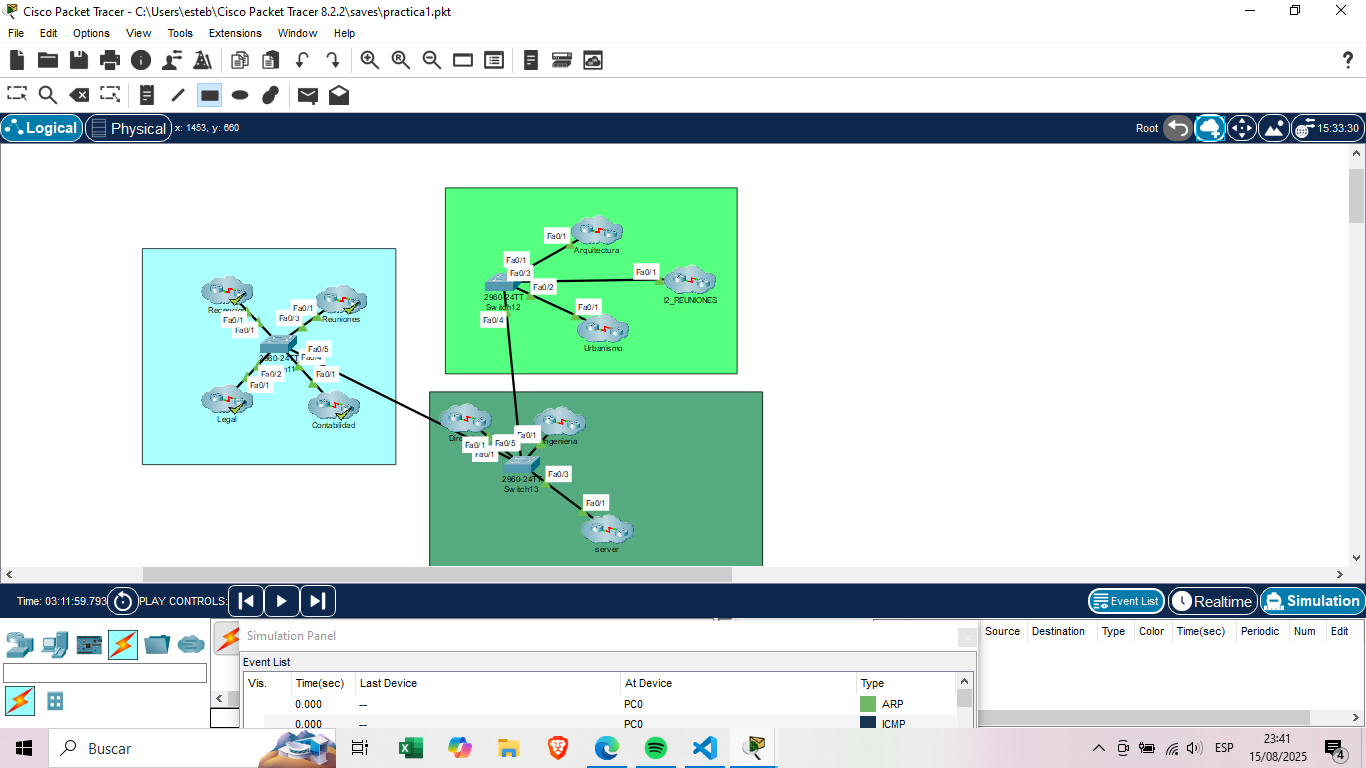 Cisco Packet Tracer - C:\Users\esteb\Cisco Packet Tracer 8.2.2\saves\practica1.pkt
File Edit Options View Tools Extensions Window Help
Logical Physical x: 1453, y: 660 Root 15:33:30
Fa0/1 Arquitectura
Fa0/1
Fa0/3 Fa0/1
Fa0/2 I2_REUNIONES
2960-24TT
Switch12 Fa0/1
Fa0/4
Urbanismo
Fa0/1 Reuniones
Fa0/1 Fa0/3
Fa0/1
Fa0/5
Fa0/2 Fa0/1
Fa0/1
Legal Contabilidad
Fa0/1
Fa0/1 Fa0/5
Fa0/1
Fa0/3
2960-24TT
Switch13
Fa0/1
server
Time: 03:11:59.793 PLAY CONTROLS: Event List Realtime Simulation
Simulation Panel
Source Destination Type Color Time(sec) Periodic Num Edit
Event List
Vis. Time(sec) Last Device At Device Type
0.000 -- PC0 ARP
0.000 -- PC0 ICMP
Buscar
ESP
23:41
15/08/2025
4